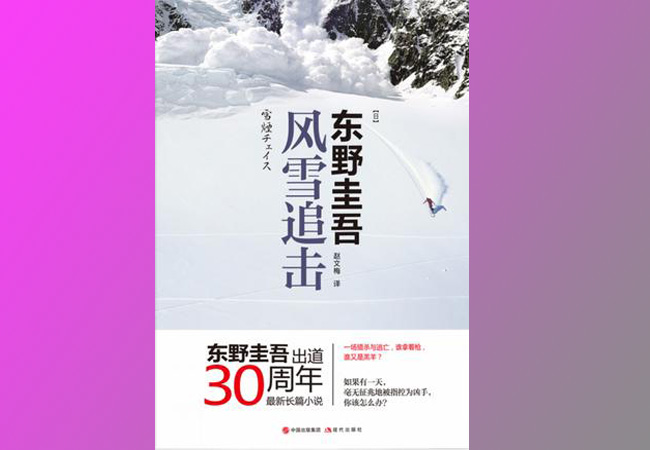 [日]
东野圭吾
风雪追击
雪煙チェイス
赵文梅 译
东野圭吾 出道
30周年
最新长篇小说
一场猎杀与逃亡，谁拿着枪，
谁又是羔羊？
如果有一天，
毫无征兆地被指控为凶手，
你该怎么办？
中国出版集团
现代出版社